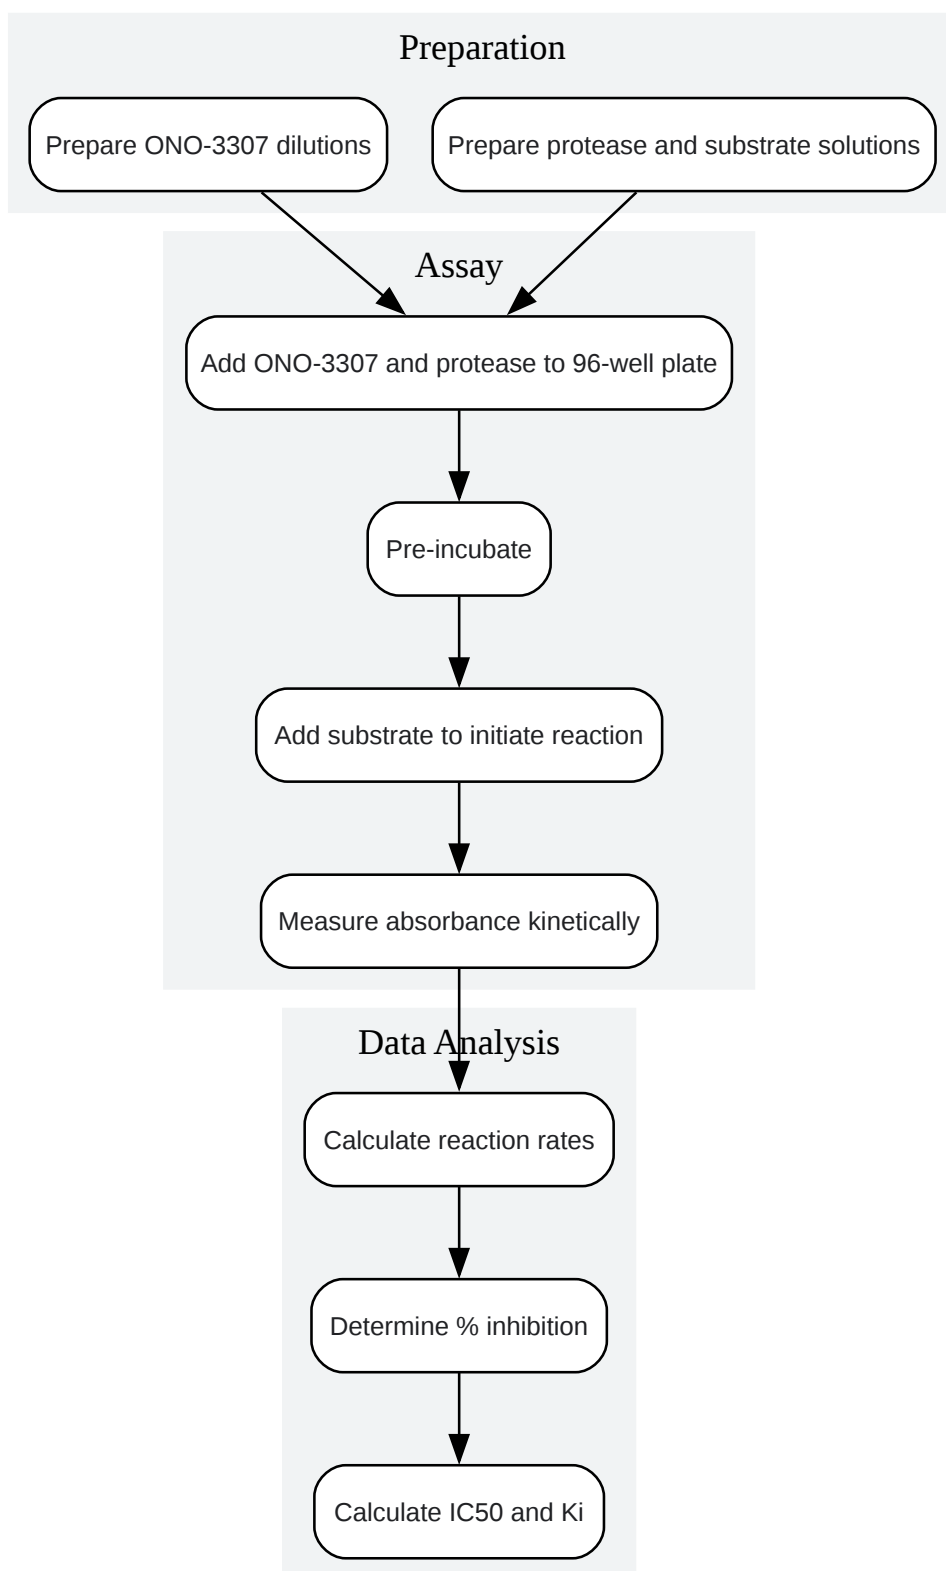 Preparation
Prepare ONO-3307 dilutions
Prepare protease and substrate solutions
Assay
Add ONO-3307 and protease to 96-well plate
Pre-incubate
Add substrate to initiate reaction
Measure absorbance kinetically
Data Analysis
Calculate reaction rates
Determine % inhibition
Calculate IC50 and Ki